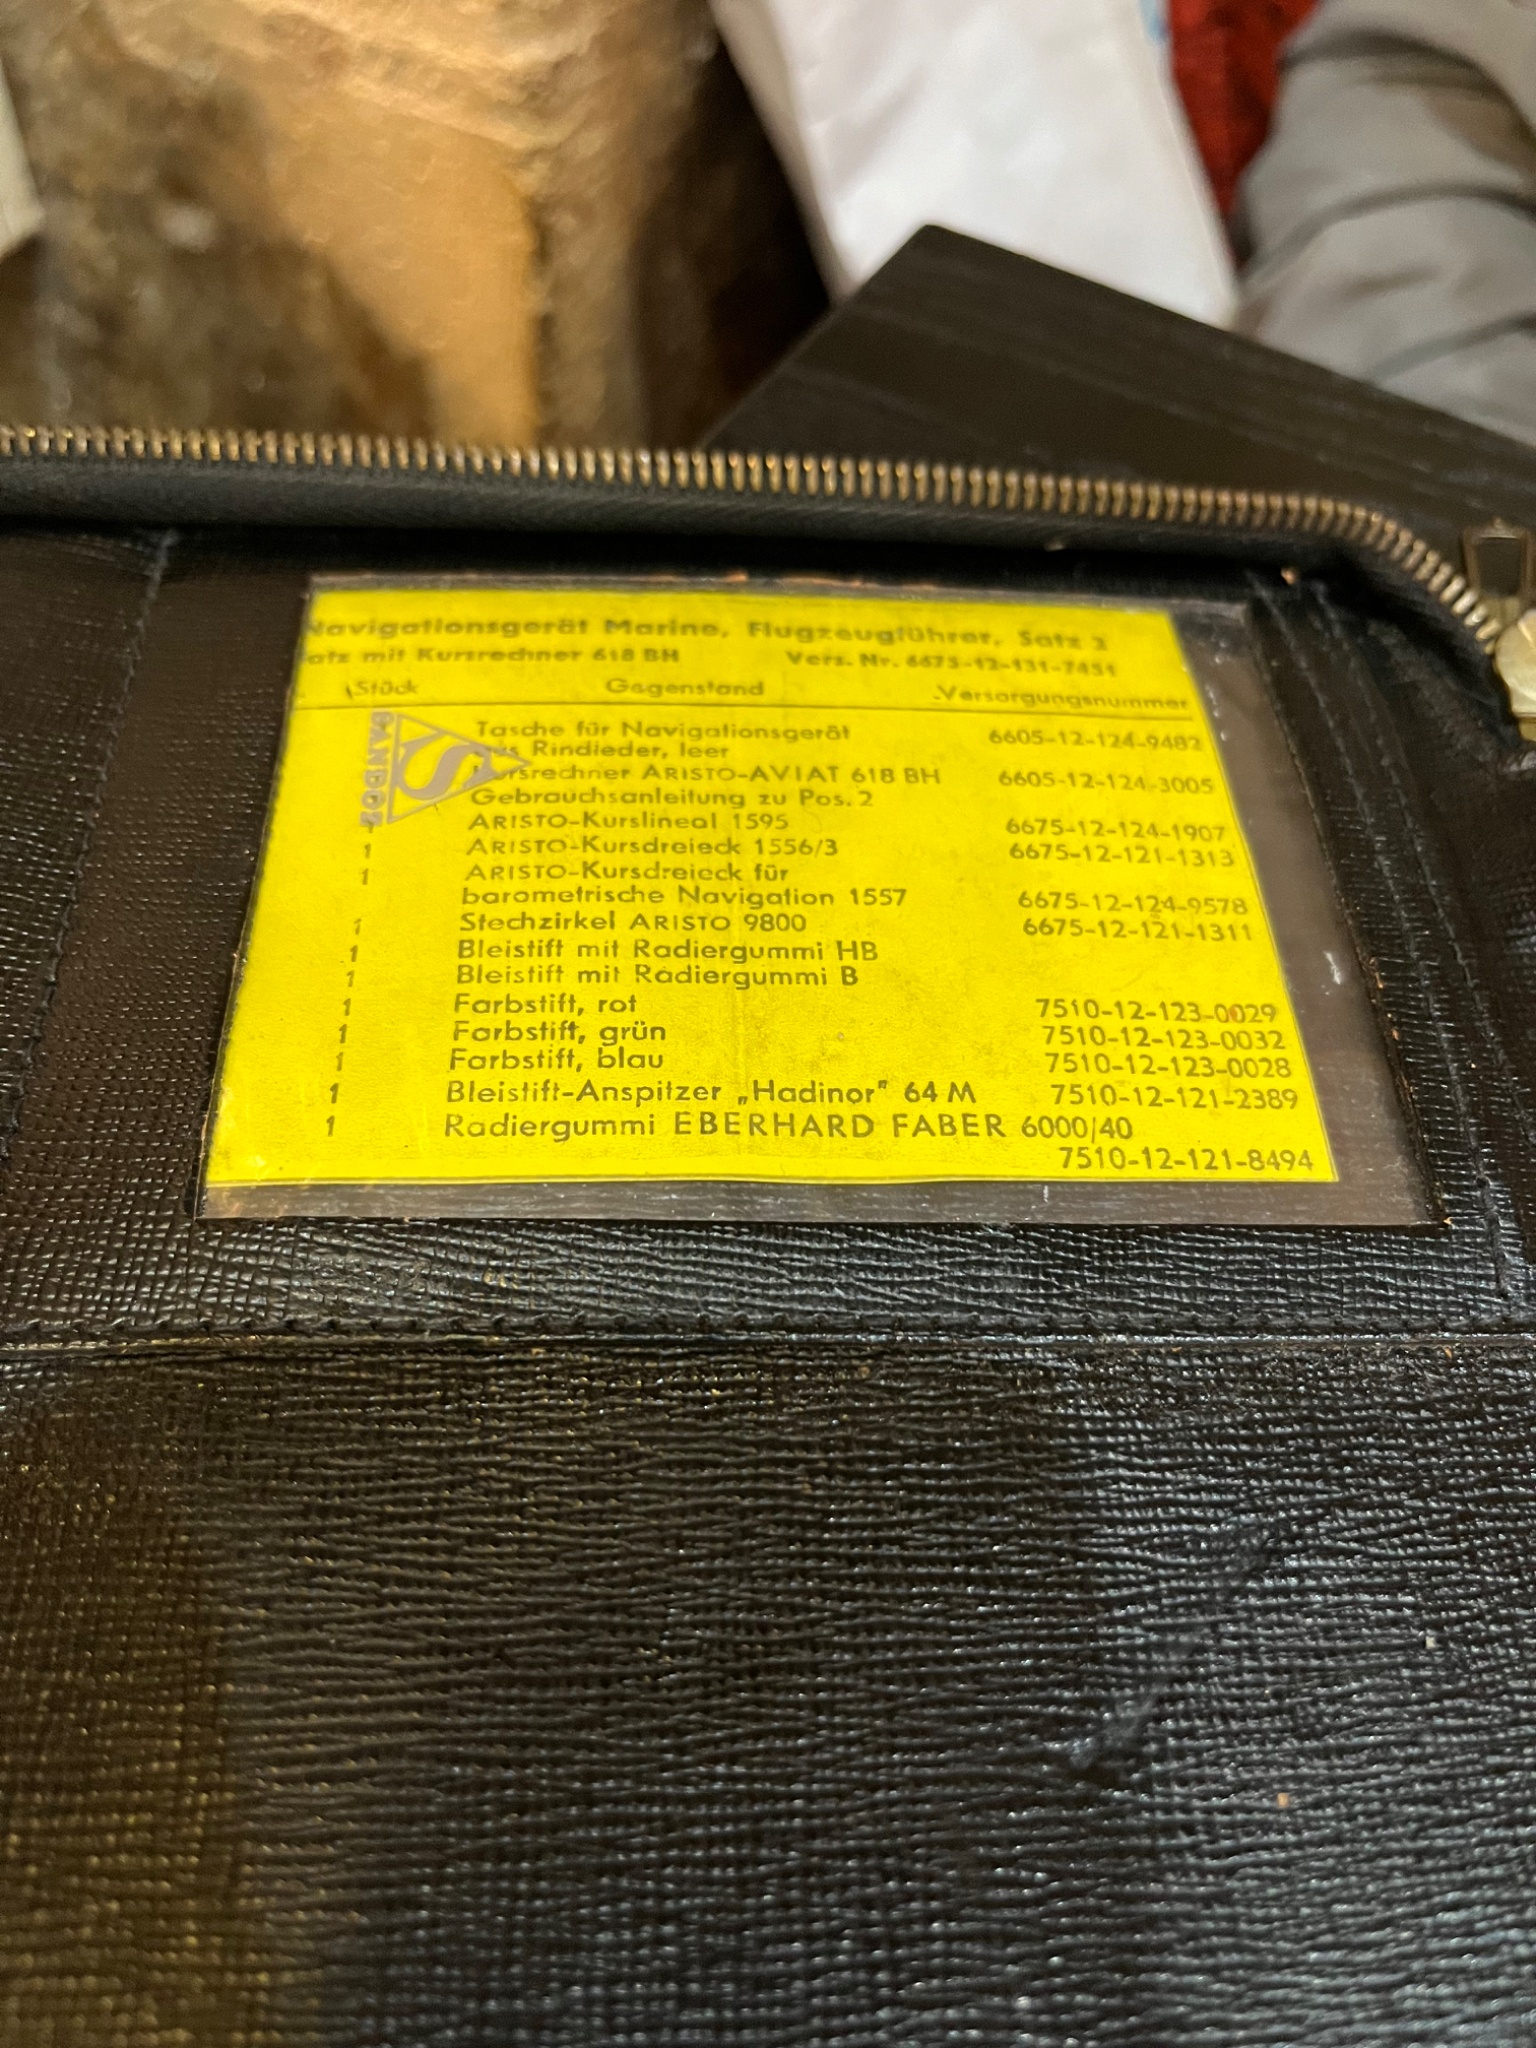 Navigationsgerät Marine, Flugzeugführer, Satz 2
atz mit Kursrechner 618 BH Vers. Nr. 6675-12-131-7451
Stück Gegenstand Versorgungsnummer
Tasche für Navigationsgerät 6605-12-124-9482
aus Rindleder, leer
Kursrechner ARISTO-AVIAT 618 BH 6605-12-124-3005
Gebrauchsanleitung zu Pos. 2
1 ARISTO-Kurslineal 1595 6675-12-124-1907
1 ARISTO-Kursdreieck 1556/3 6675-12-121-1313
1 ARISTO-Kursdreieck für
barometrische Navigation 1557 6675-12-124-9578
1 Stechzirkel ARISTO 9800 6675-12-121-1311
1 Bleistift mit Radiergummi HB
1 Bleistift mit Radiergummi B
1 Farbstift, rot 7510-12-123-0029
1 Farbstift, grün 7510-12-123-0032
1 Farbstift, blau 7510-12-123-0028
1 Bleistift-Anspitzer „Hadinor" 64 M 7510-12-121-2389
1 Radiergummi EBERHARD FABER 6000/40
7510-12-121-8494